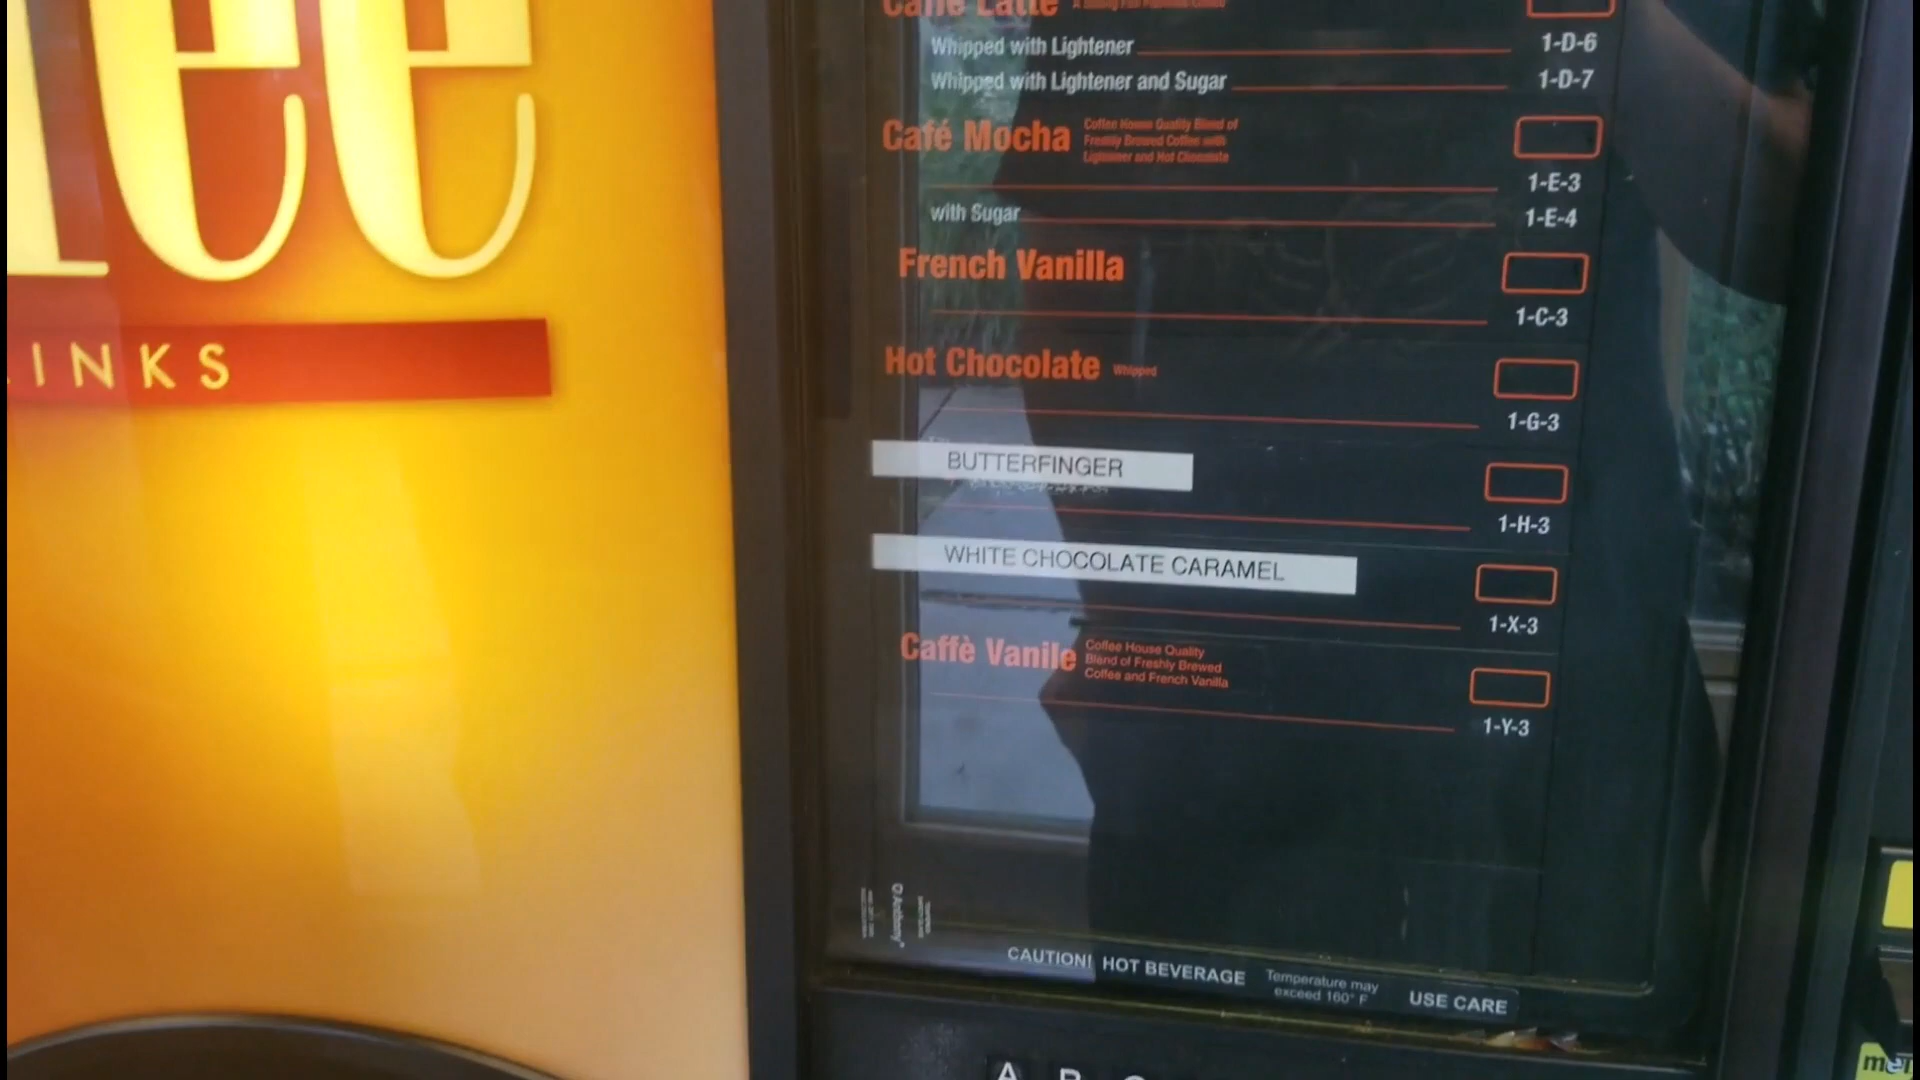 fee
INKS
Caffè Latte
Whipped with Lightener 1-D-6
Whipped with Lightener and Sugar 1-D-7
Café Mocha
Coffee House Quality Blend of
Freshly Brewed Coffee with
Lightener and Hot Chocolate
1-E-3
with Sugar 1-E-4
French Vanilla
1-C-3
Hot Chocolate Whipped
1-G-3
BUTTERFINGER
1-H-3
WHITE CHOCOLATE CARAMEL
1-X-3
Caffè Vanile
Coffee House Quality
Blend of Freshly Brewed
Coffee and French Vanilla
1-Y-3
CAUTION! HOT BEVERAGE
Temperature may
exceed 160° F
USE CARE
A B C